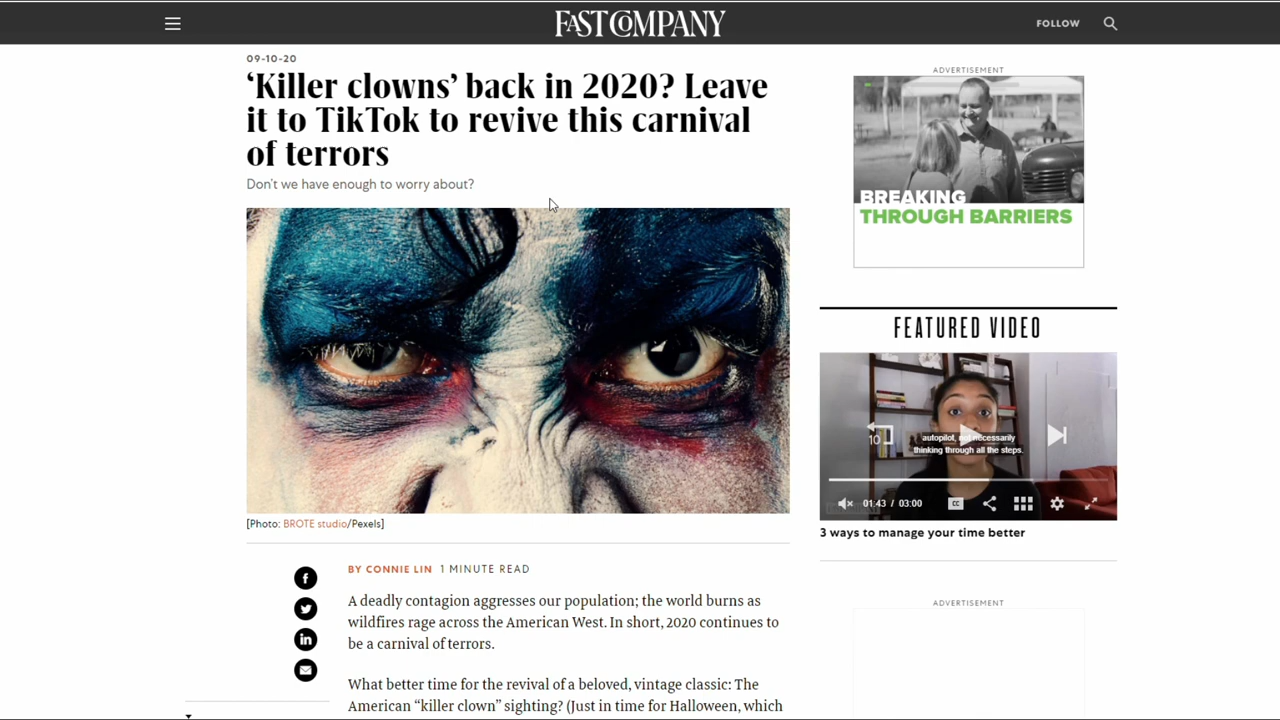 FAST COMPANY
FOLLOW
09-10-20
‘Killer clowns’ back in 2020? Leave
it to TikTok to revive this carnival
of terrors
Don’t we have enough to worry about?
[Photo: BROTE studio/Pexels]
BY CONNIE LIN 1 MINUTE READ
A deadly contagion aggresses our population; the world burns as
wildfires rage across the American West. In short, 2020 continues to
be a carnival of terrors.
What better time for the revival of a beloved, vintage classic: The
American “killer clown” sighting? (Just in time for Halloween, which
ADVERTISEMENT
BREAKING
THROUGH BARRIERS
FEATURED VIDEO
10
autopilot, not necessarily
thinking through all the steps.
01:43 / 03:00
CC
3 ways to manage your time better
ADVERTISEMENT